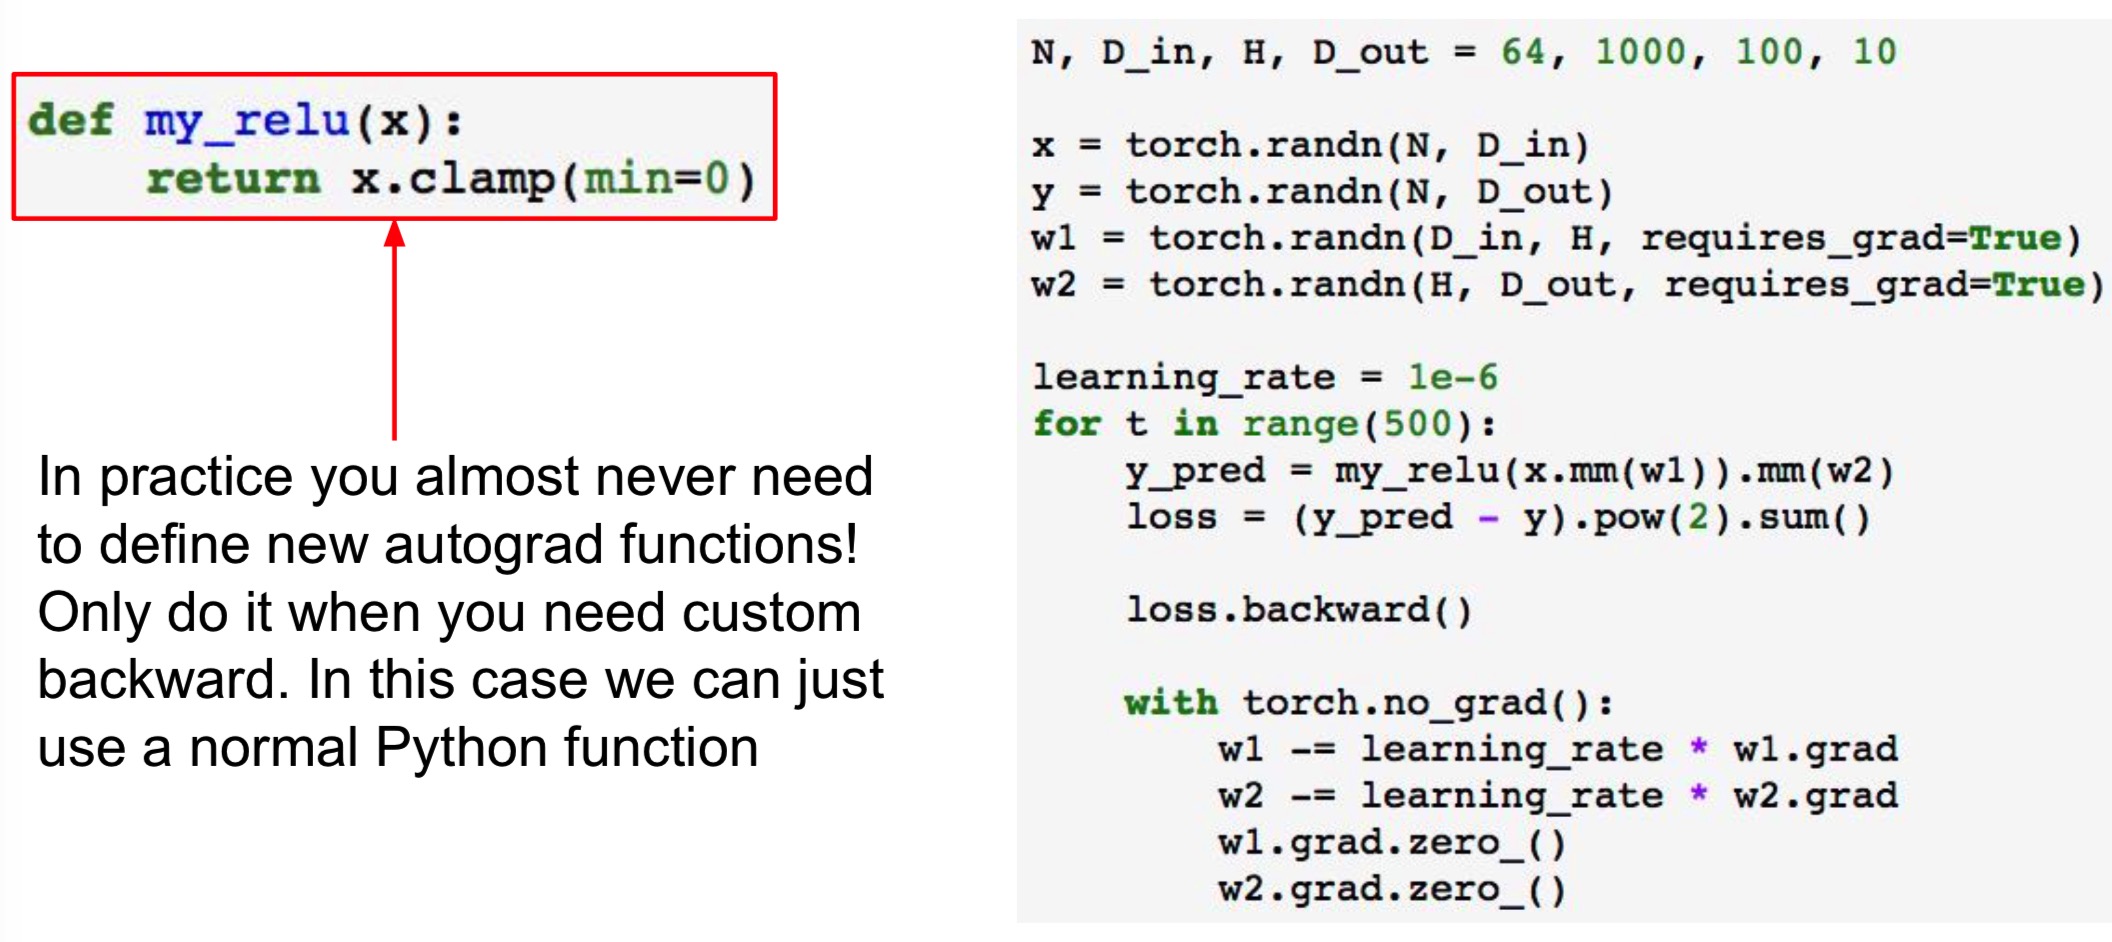 def my_relu(x):
    return x.clamp(min=0)
In practice you almost never need
to define new autograd functions!
Only do it when you need custom
backward. In this case we can just
use a normal Python function
N, D_in, H, D_out = 64, 1000, 100, 10
x = torch.randn(N, D_in)
y = torch.randn(N, D_out)
w1 = torch.randn(D_in, H, requires_grad=True)
w2 = torch.randn(H, D_out, requires_grad=True)
learning_rate = 1e-6
for t in range(500):
    y_pred = my_relu(x.mm(w1)).mm(w2)
    loss = (y_pred - y).pow(2).sum()
    loss.backward()
    with torch.no_grad():
        w1 -= learning_rate * w1.grad
        w2 -= learning_rate * w2.grad
        w1.grad.zero_()
        w2.grad.zero_()